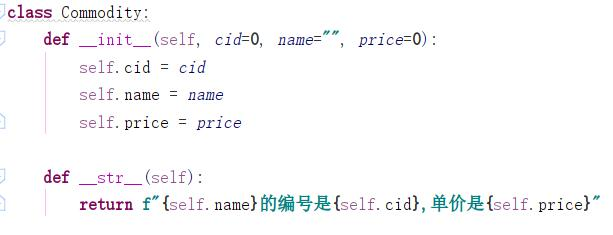 class Commodity:
    def __init__(self, cid=0, name="", price=0):
        self.cid = cid
        self.name = name
        self.price = price
    def __str__(self):
        return f"{self.name}的编号是{self.cid},单价是{self.price}"